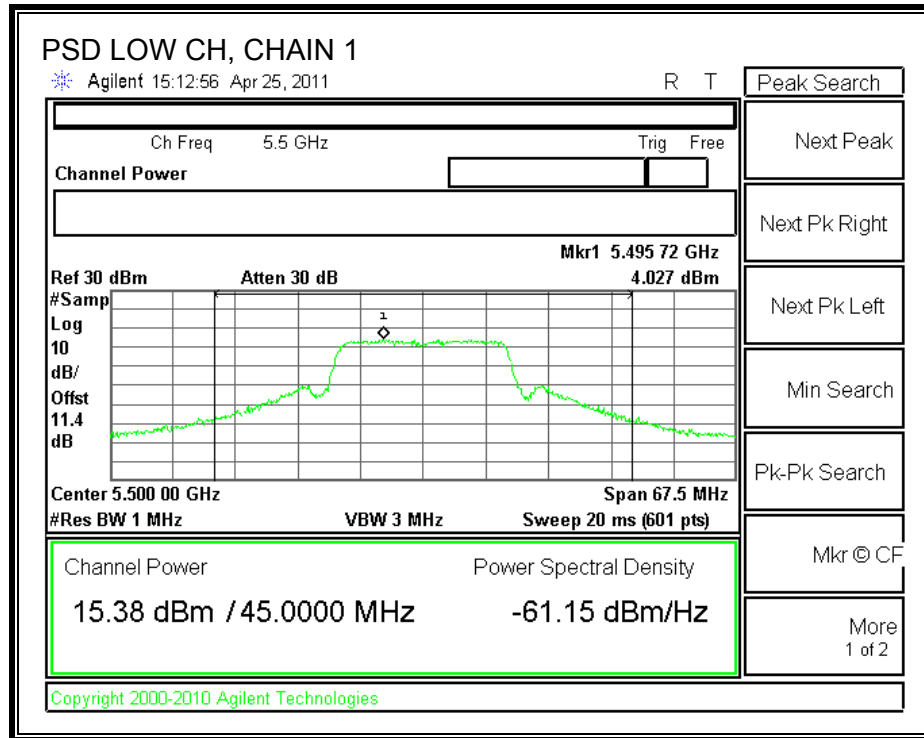 PSD LOW CH, CHAIN 1
Agilent 15:12:56 Apr 25, 2011 R T
Peak Search
Ch Freq 5.5 GHz Trig Free
Next Peak
Channel Power
Next Pk Right
Mkr1 5.495 72 GHz
Ref 30 dBm Atten 30 dB 4.027 dBm
#Samp
Log
10
dB/
Offst
11.4
dB
1
Next Pk Left
Min Search
Pk-Pk Search
Center 5.500 00 GHz Span 67.5 MHz
#Res BW 1 MHz VBW 3 MHz Sweep 20 ms (601 pts)
Channel Power Power Spectral Density
Mkr © CF
15.38 dBm / 45.0000 MHz -61.15 dBm/Hz
More
1 of 2
Copyright 2000-2010 Agilent Technologies